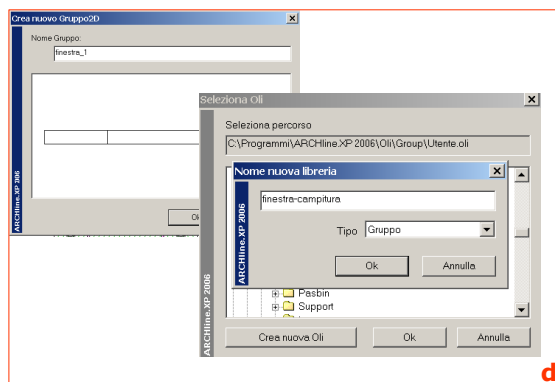 Crea nuovo Gruppo2D
Nome Gruppo:
finestra_1
ARCHline.XP 2006
Seleziona Oli
Seleziona percorso
C:\Programmi\ARCHline.XP 2006\Oli\Group\Utente.oli
Nome nuova libreria
finestra-campitura
Tipo
Gruppo
Ok
Annulla
ARCHline.XP 2006
Pasbin
Support
ARCHline.XP 2006
Crea nuova Oli
Ok
Annulla
d